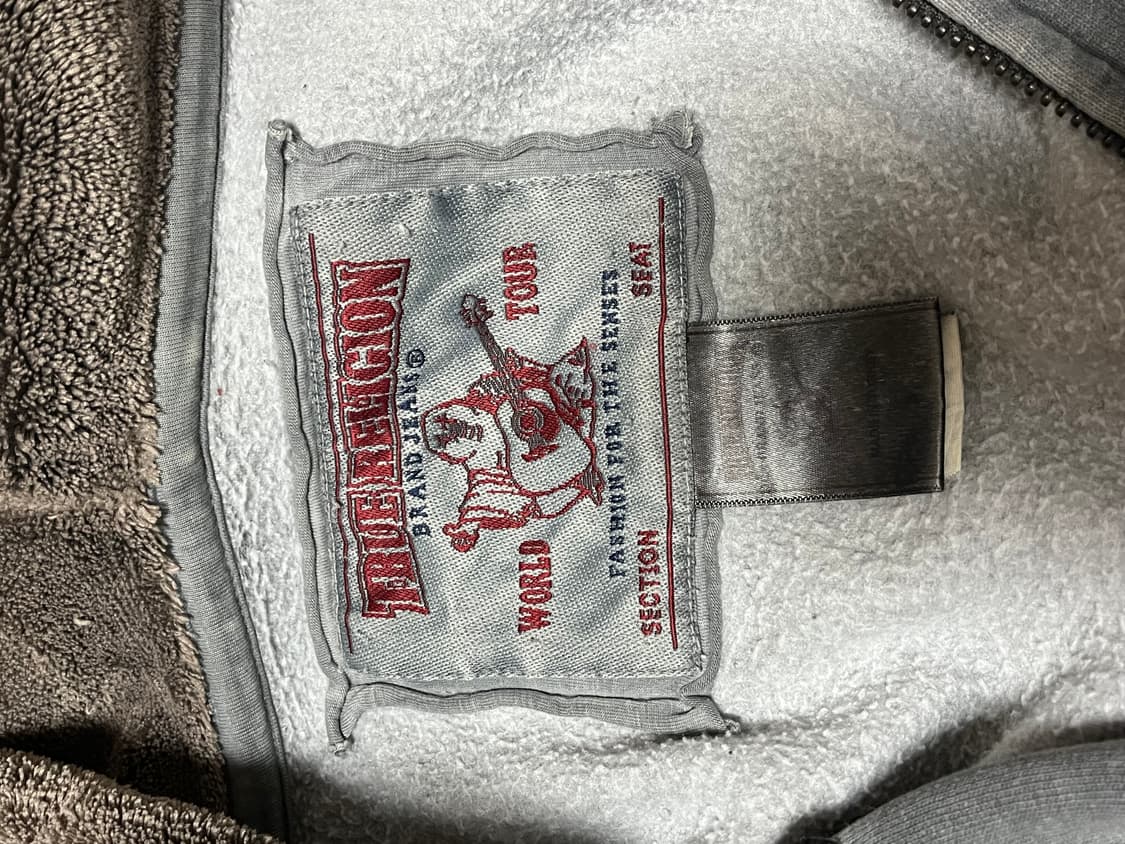 TRUE RELIGION
BRAND JEANS®
WORLD TOUR
FASHION FOR THE SENSES
SECTION SEAT